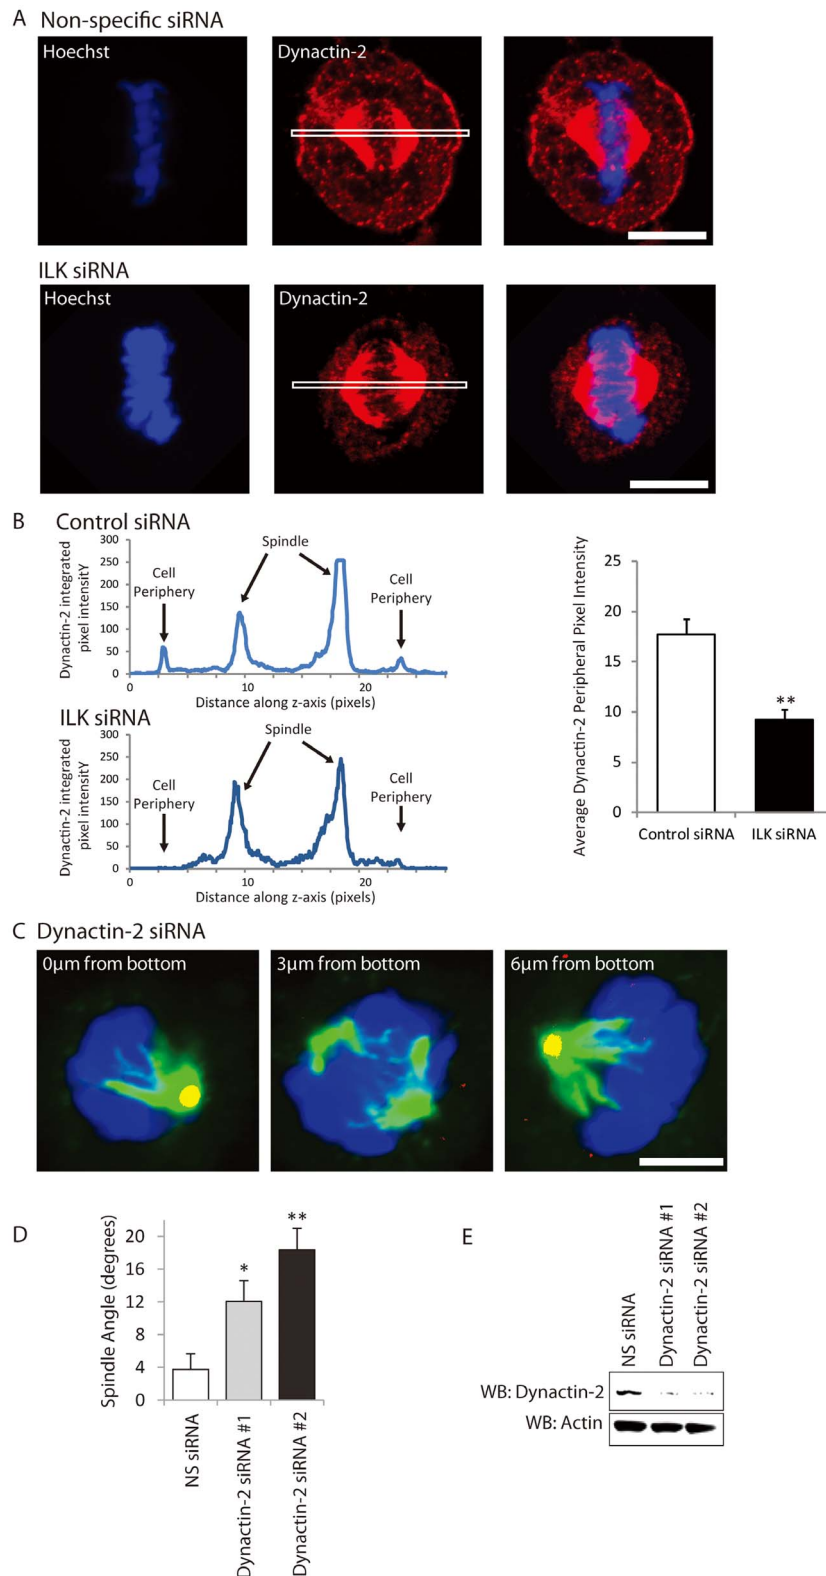 A Non-specific siRNA
Hoechst
Dynactin-2
ILK siRNA
Hoechst
Dynactin-2
B
Control siRNA
Dynactin-2 integrated
pixel intensitY
300
250
200
150
100
50
0
0
10
20
Distance along z-axis (pixels)
Cell
Periphery
Spindle
Cell
Periphery
ILK siRNA
Dynactin-2 integrated
pixel intensitY
300
250
200
150
100
50
0
0
10
20
Distance along z-axis (pixels)
Cell
Periphery
Spindle
Cell
Periphery
Average Dynactin-2 Peripheral Pixel Intensity
25
20
15
10
5
0
**
Control siRNA
ILK siRNA
C Dynactin-2 siRNA
0µm from bottom
3µm from bottom
6µm from bottom
D
Spindle Angle (degrees)
20
16
12
8
4
0
*
**
NS siRNA
Dynactin-2 siRNA #1
Dynactin-2 siRNA #2
E
NS siRNA
Dynactin-2 siRNA #1
Dynactin-2 siRNA #2
WB: Dynactin-2
WB: Actin